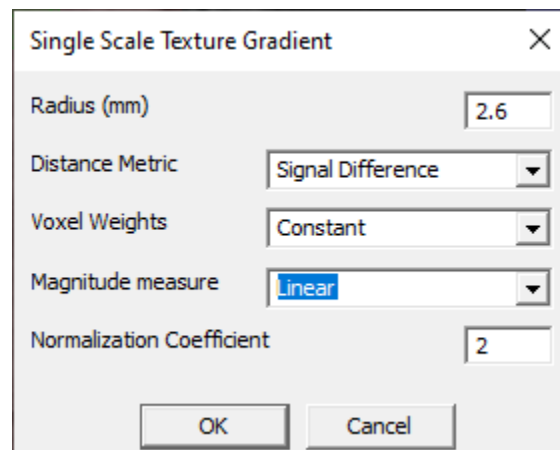 Single Scale Texture Gradient
Radius (mm) 2.6
Distance Metric Signal Difference
Voxel Weights Constant
Magnitude measure Linear
Normalization Coefficient 2
OK Cancel